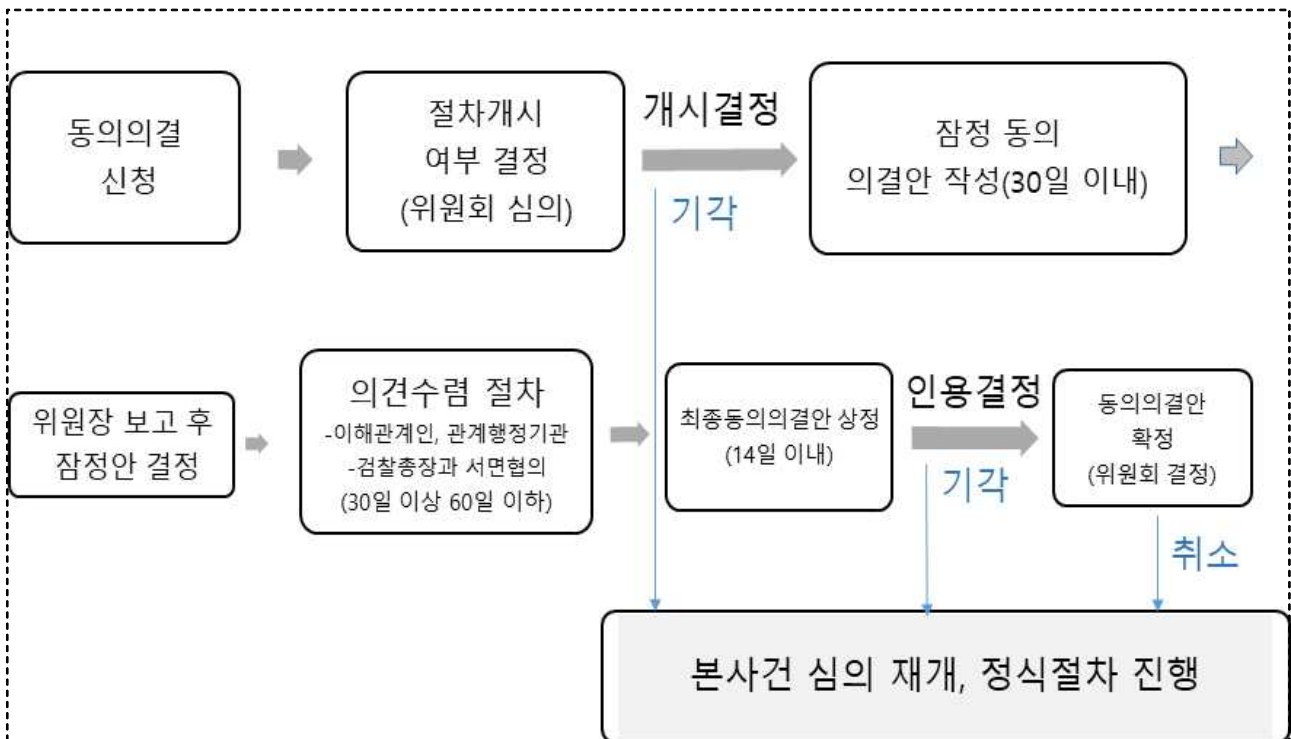 동의의결
신청
절차개시
여부 결정
(위원회 심의)
개시결정
기각
잠정 동의
의결안 작성(30일 이내)
위원장 보고 후
잠정안 결정
의견수렴 절차
-이해관계인, 관계행정기관
-검찰총장과 서면협의
(30일 이상 60일 이하)
최종동의의결안 상정
(14일 이내)
인용결정
기각
동의의결안
확정
(위원회 결정)
취소
본사건 심의 재개, 정식절차 진행